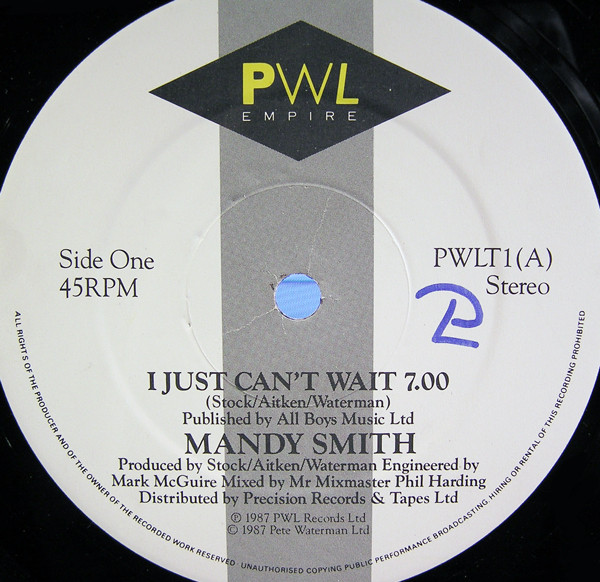 PWL
EMPIRE
Side One
45RPM
PWLT1(A)
Stereo
I JUST CAN'T WAIT 7.00
(Stock/Aitken/Waterman)
Published by All Boys Music Ltd
MANDY SMITH
Produced by Stock/Aitken/Waterman Engineered by
Mark McGuire Mixed by Mr Mixmaster Phil Harding
Distributed by Precision Records & Tapes Ltd
℗ 1987 PWL Records Ltd
© 1987 Pete Waterman Ltd
ALL RIGHTS OF THE PRODUCER AND OF THE OWNER OF THE RECORDED WORK RESERVED · UNAUTHORISED COPYING PUBLIC PERFORMANCE BROADCASTING, HIRING OR RENTAL OF THIS RECORDING PROHIBITED